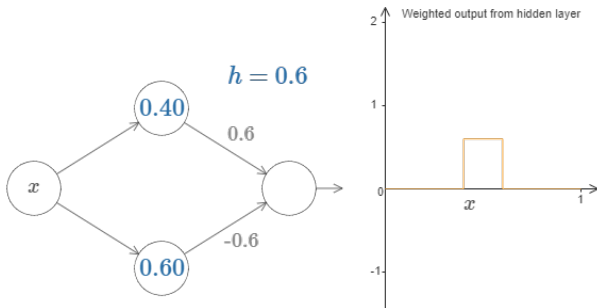 h = 0.6
0.40
0.6
x
-0.6
0.60
Weighted output from hidden layer
2
1
0
x
1
-1